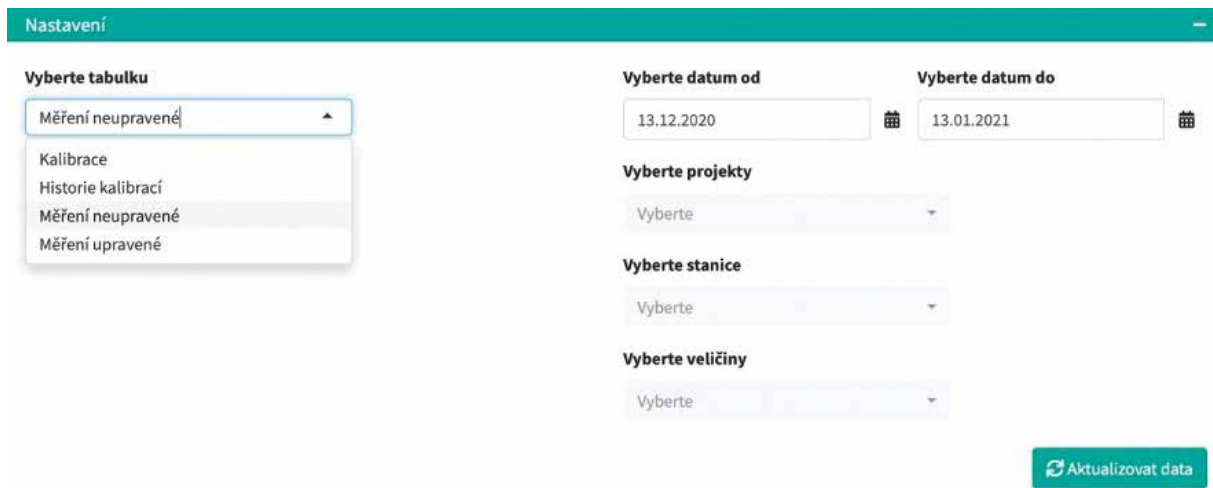 Nastavení
Vyberte tabulku
Měření neupravené
Kalibrace
Historie kalibrací
Měření neupravené
Měření upravené
Vyberte datum od
13.12.2020
Vyberte datum do
13.01.2021
Vyberte projekty
Vyberte
Vyberte stanice
Vyberte
Vyberte veličiny
Vyberte
Aktualizovat data